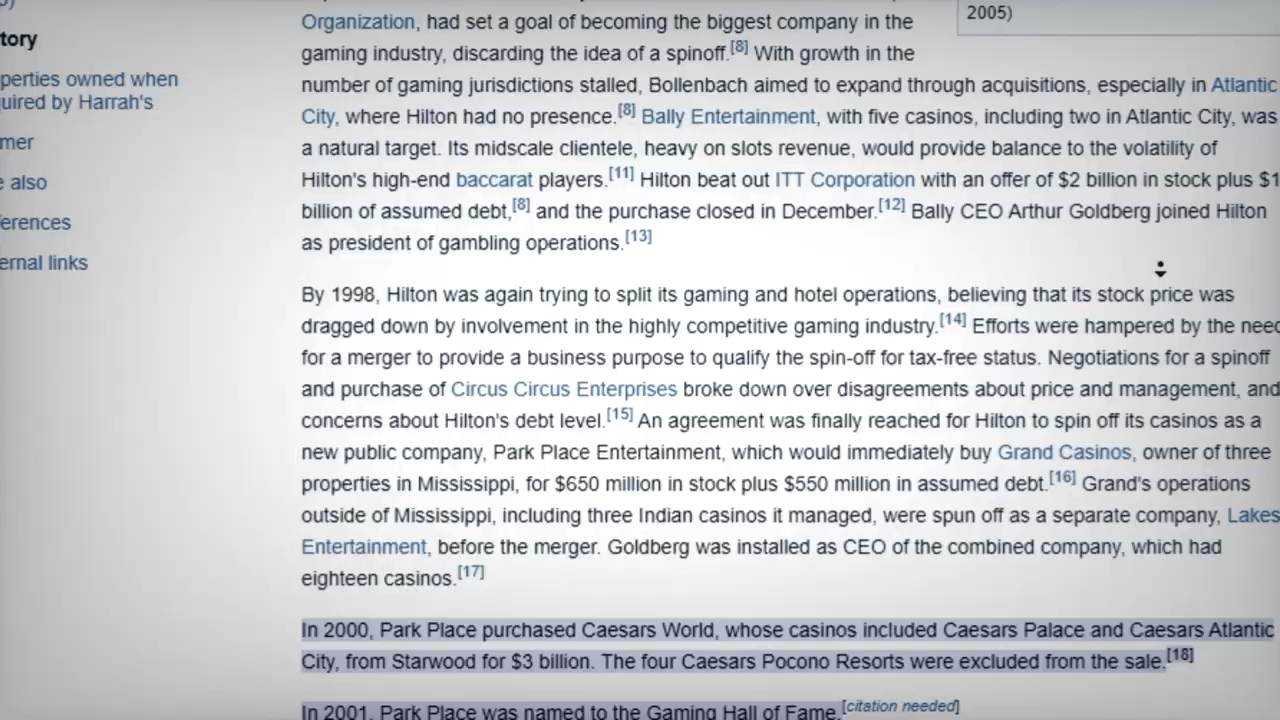 2005)
Organization, had set a goal of becoming the biggest company in the
gaming industry, discarding the idea of a spinoff.[8] With growth in the
number of gaming jurisdictions stalled, Bollenbach aimed to expand through acquisitions, especially in Atlantic
City, where Hilton had no presence.[8] Bally Entertainment, with five casinos, including two in Atlantic City, was
a natural target. Its midscale clientele, heavy on slots revenue, would provide balance to the volatility of
Hilton's high-end baccarat players.[11] Hilton beat out ITT Corporation with an offer of $2 billion in stock plus $1
billion of assumed debt,[8] and the purchase closed in December.[12] Bally CEO Arthur Goldberg joined Hilton
as president of gambling operations.[13]
By 1998, Hilton was again trying to split its gaming and hotel operations, believing that its stock price was
dragged down by involvement in the highly competitive gaming industry.[14] Efforts were hampered by the need
for a merger to provide a business purpose to qualify the spin-off for tax-free status. Negotiations for a spinoff
and purchase of Circus Circus Enterprises broke down over disagreements about price and management, and
concerns about Hilton's debt level.[15] An agreement was finally reached for Hilton to spin off its casinos as a
new public company, Park Place Entertainment, which would immediately buy Grand Casinos, owner of three
properties in Mississippi, for $650 million in stock plus $550 million in assumed debt.[16] Grand's operations
outside of Mississippi, including three Indian casinos it managed, were spun off as a separate company, Lakes
Entertainment, before the merger. Goldberg was installed as CEO of the combined company, which had
eighteen casinos.[17]
In 2000, Park Place purchased Caesars World, whose casinos included Caesars Palace and Caesars Atlantic
City, from Starwood for $3 billion. The four Caesars Pocono Resorts were excluded from the sale.[18]
In 2001, Park Place was named to the Gaming Hall of Fame.[citation needed]
tory
perties owned when
quired by Harrah's
mer
e also
ferences
ernal links